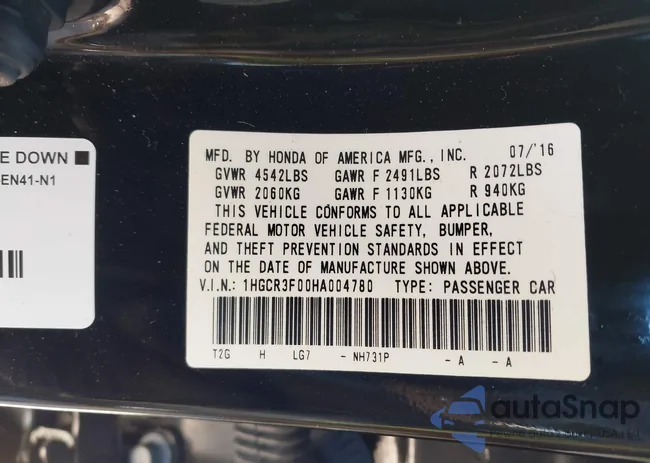 E DOWN ■
-EN41-N1
MFD. BY HONDA OF AMERICA MFG., INC. 07/'16
GVWR 4542LBS GAWR F 2491LBS R 2072LBS
GVWR 2060KG GAWR F 1130KG R 940KG
THIS VEHICLE CONFORMS TO ALL APPLICABLE
FEDERAL MOTOR VEHICLE SAFETY, BUMPER,
AND THEFT PREVENTION STANDARDS IN EFFECT
ON THE DATE OF MANUFACTURE SHOWN ABOVE.
V.I.N.: 1HGCR3F00HA004780 TYPE: PASSENGER CAR
T2G H LG7 - NH731P - A - A
autaSnap